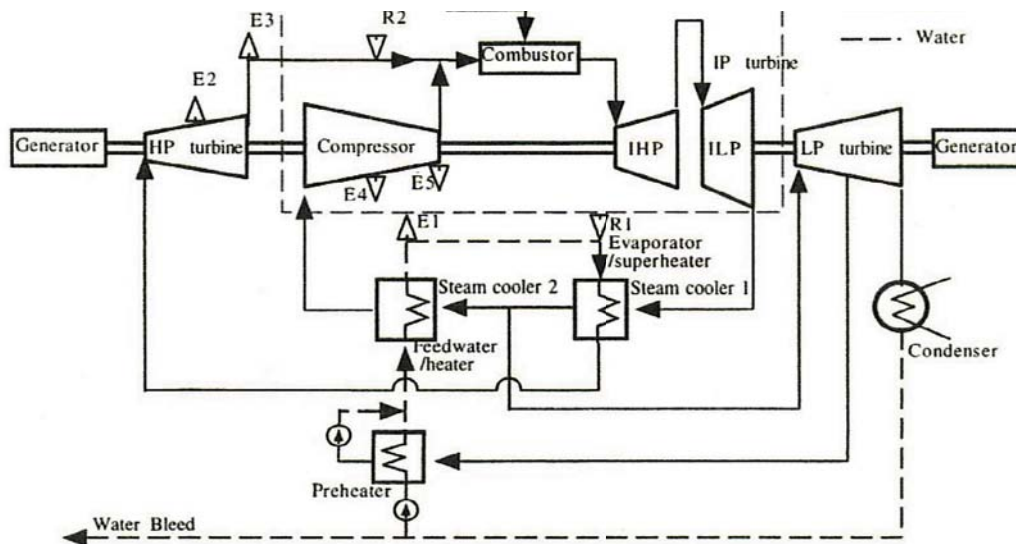 E3
R2
Water
Combustor
IP turbine
E2
Generator
HP turbine
Compressor
IHP
ILP
LP turbine
Generator
E4
E5
E1
R1
Evaporator
/superheater
Steam cooler 2
Steam cooler 1
Feedwater
/heater
Condenser
Preheater
Water Bleed